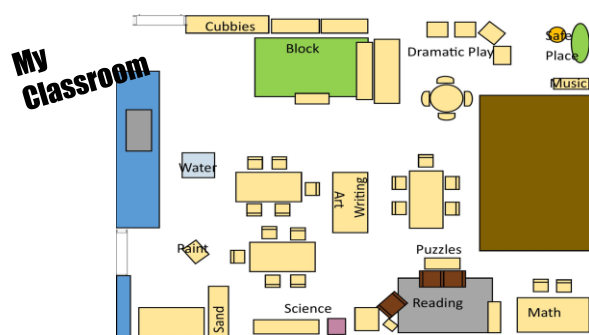 My
Classroom
Cubbies
Block
Dramatic Play
Safe
Place
Music
Water
Art
Writing
Paint
Puzzles
Science
Reading
Math
Sand